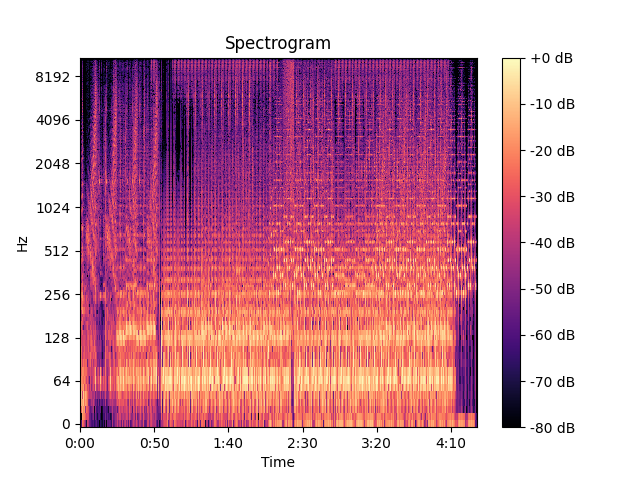 Spectrogram
Hz
8192
4096
2048
1024
512
256
128
64
0
0:00 0:50 1:40 2:30 3:20 4:10
Time
+0 dB
-10 dB
-20 dB
-30 dB
-40 dB
-50 dB
-60 dB
-70 dB
-80 dB